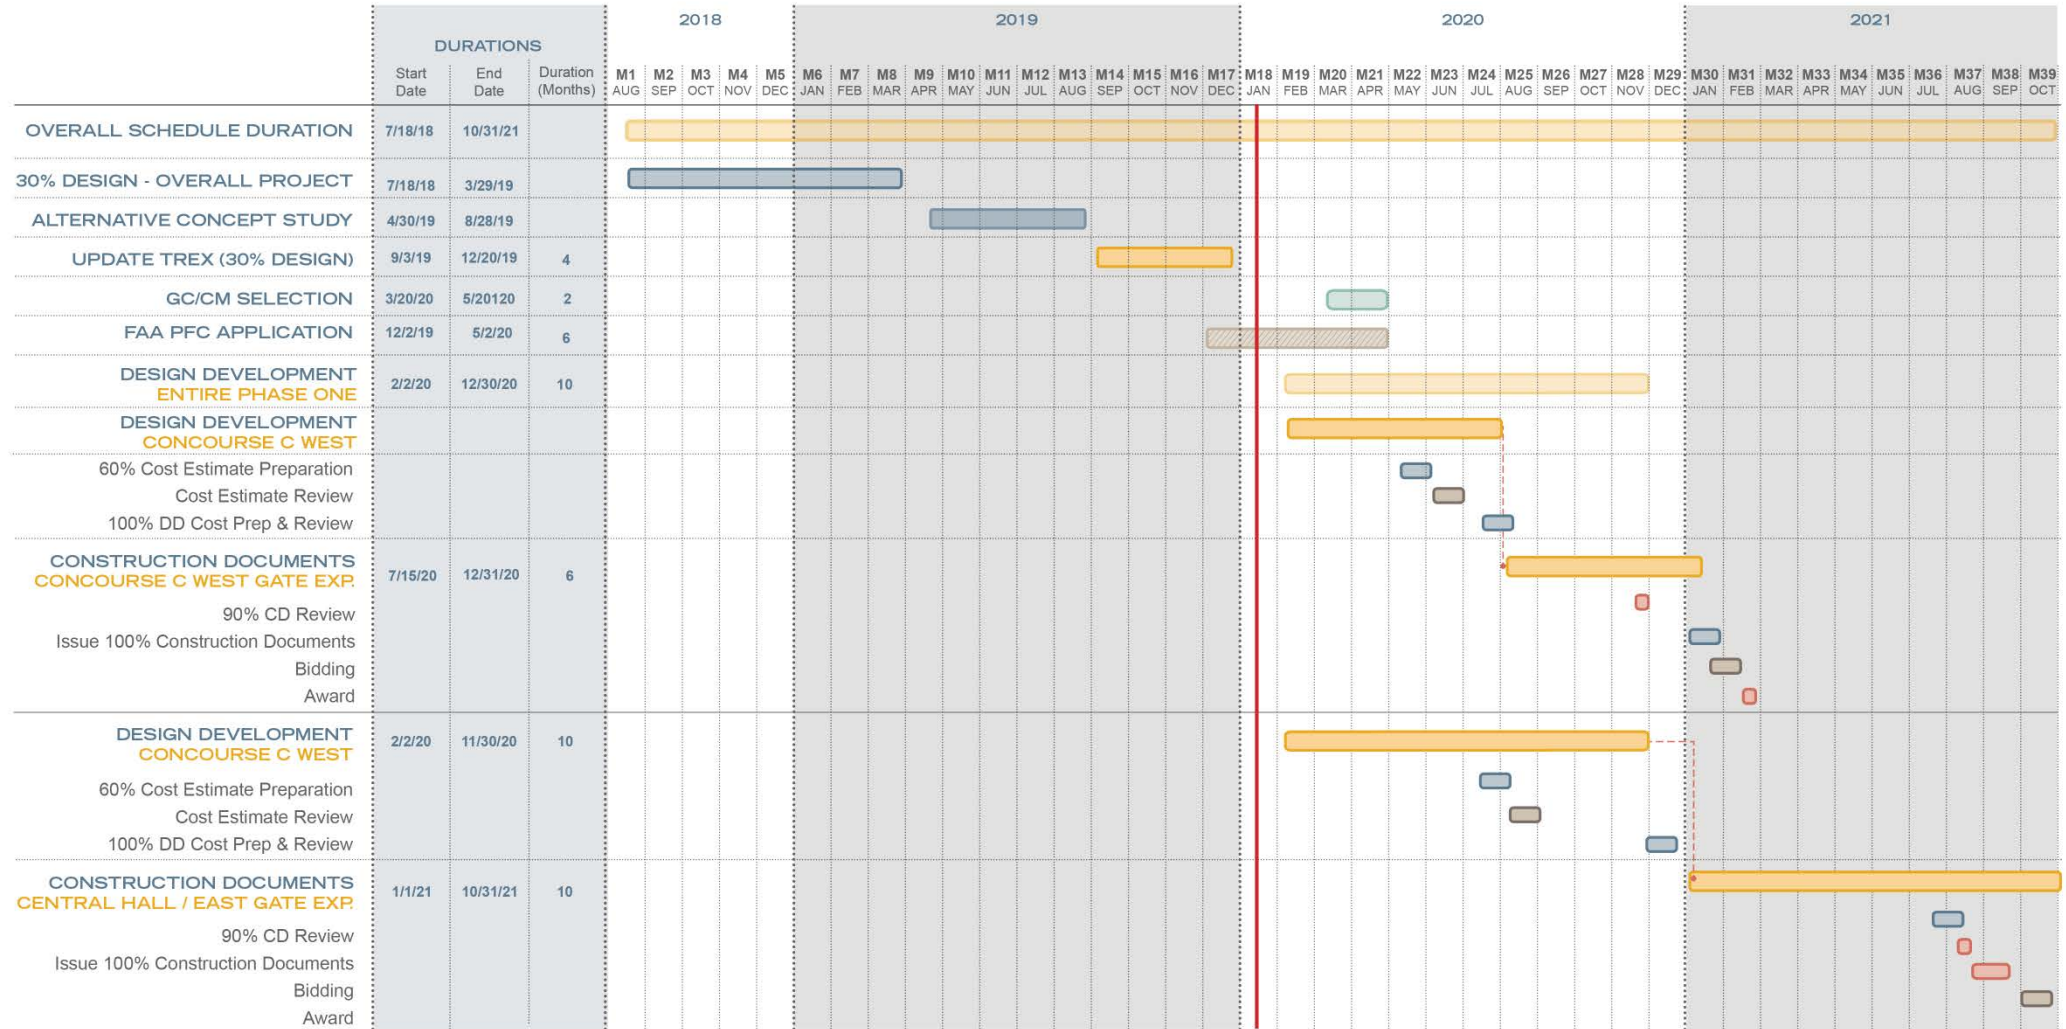 2018 2019 2020 2021
DURATIONS
Start Date End Date Duration (Months)
M1 M2 M3 M4 M5 M6 M7 M8 M9 M10 M11 M12 M13 M14 M15 M16 M17 M18 M19 M20 M21 M22 M23 M24 M25 M26 M27 M28 M29 M30 M31 M32 M33 M34 M35 M36 M37 M38 M39
AUG SEP OCT NOV DEC JAN FEB MAR APR MAY JUN JUL AUG SEP OCT NOV DEC JAN FEB MAR APR MAY JUN JUL AUG SEP OCT NOV DEC JAN FEB MAR APR MAY JUN JUL AUG SEP OCT
OVERALL SCHEDULE DURATION 7/18/18 10/31/21
30% DESIGN - OVERALL PROJECT 7/18/18 3/29/19
ALTERNATIVE CONCEPT STUDY 4/30/19 8/28/19
UPDATE TREX (30% DESIGN) 9/3/19 12/20/19 4
GC/CM SELECTION 3/20/20 5/20120 2
FAA PFC APPLICATION 12/2/19 5/2/20 6
DESIGN DEVELOPMENT
ENTIRE PHASE ONE 2/2/20 12/30/20 10
DESIGN DEVELOPMENT
CONCOURSE C WEST
60% Cost Estimate Preparation
Cost Estimate Review
100% DD Cost Prep & Review
CONSTRUCTION DOCUMENTS
CONCOURSE C WEST GATE EXP. 7/15/20 12/31/20 6
90% CD Review
Issue 100% Construction Documents
Bidding
Award
DESIGN DEVELOPMENT
CONCOURSE C WEST 2/2/20 11/30/20 10
60% Cost Estimate Preparation
Cost Estimate Review
100% DD Cost Prep & Review
CONSTRUCTION DOCUMENTS
CENTRAL HALL / EAST GATE EXP. 1/1/21 10/31/21 10
90% CD Review
Issue 100% Construction Documents
Bidding
Award